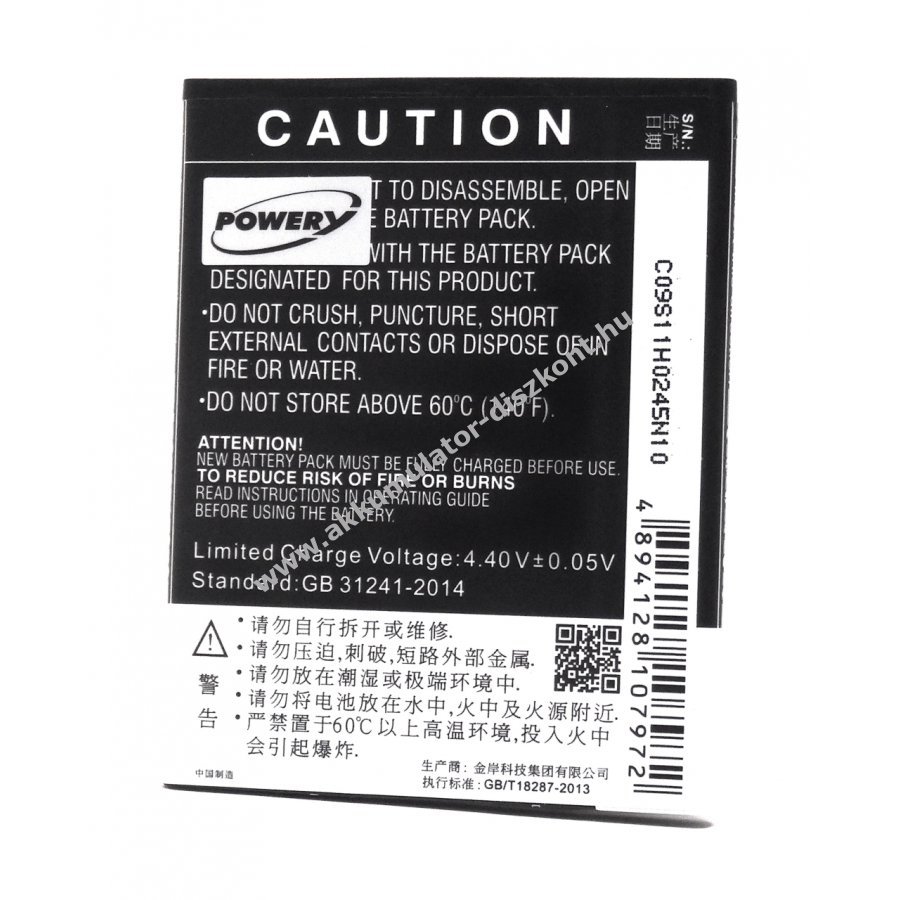 CAUTION
T TO DISASSEMBLE, OPEN
E BATTERY PACK.
POWERY
WITH THE BATTERY PACK
DESIGNATED FOR THIS PRODUCT.
•DO NOT CRUSH, PUNCTURE, SHORT
EXTERNAL CONTACTS OR DISPOSE OF IN
FIRE OR WATER.
•DO NOT STORE ABOVE 60°C (140°F).
ATTENTION:
NEW BATTERY PACK MUST BE FULLY CHARGED BEFORE USE.
TO REDUCE RISK OF FIRE OR BURNS
READ INSTRUCTIONS IN OPERATING GUIDE
BEFORE USING THE BATTERY.
Limited Charge Voltage:4.40V±0.05V
Standard:GB 31241-2014
S/N.:
生产
日期
C09S11H0245N10
4894128107972
警告
•请勿自行拆开或维修.
•请勿压迫,刺破,短路外部金属.
•请勿放在潮湿或极端环境中.
•请勿将电池放在水中,火中及火源附近.
•严禁置于60℃以上高温环境,投入火中
会引起爆炸.
中国制造
生产商: 金岸科技集团有限公司
执行标准: GB/T18287-2013
www.akkumulator-diszkont.hu